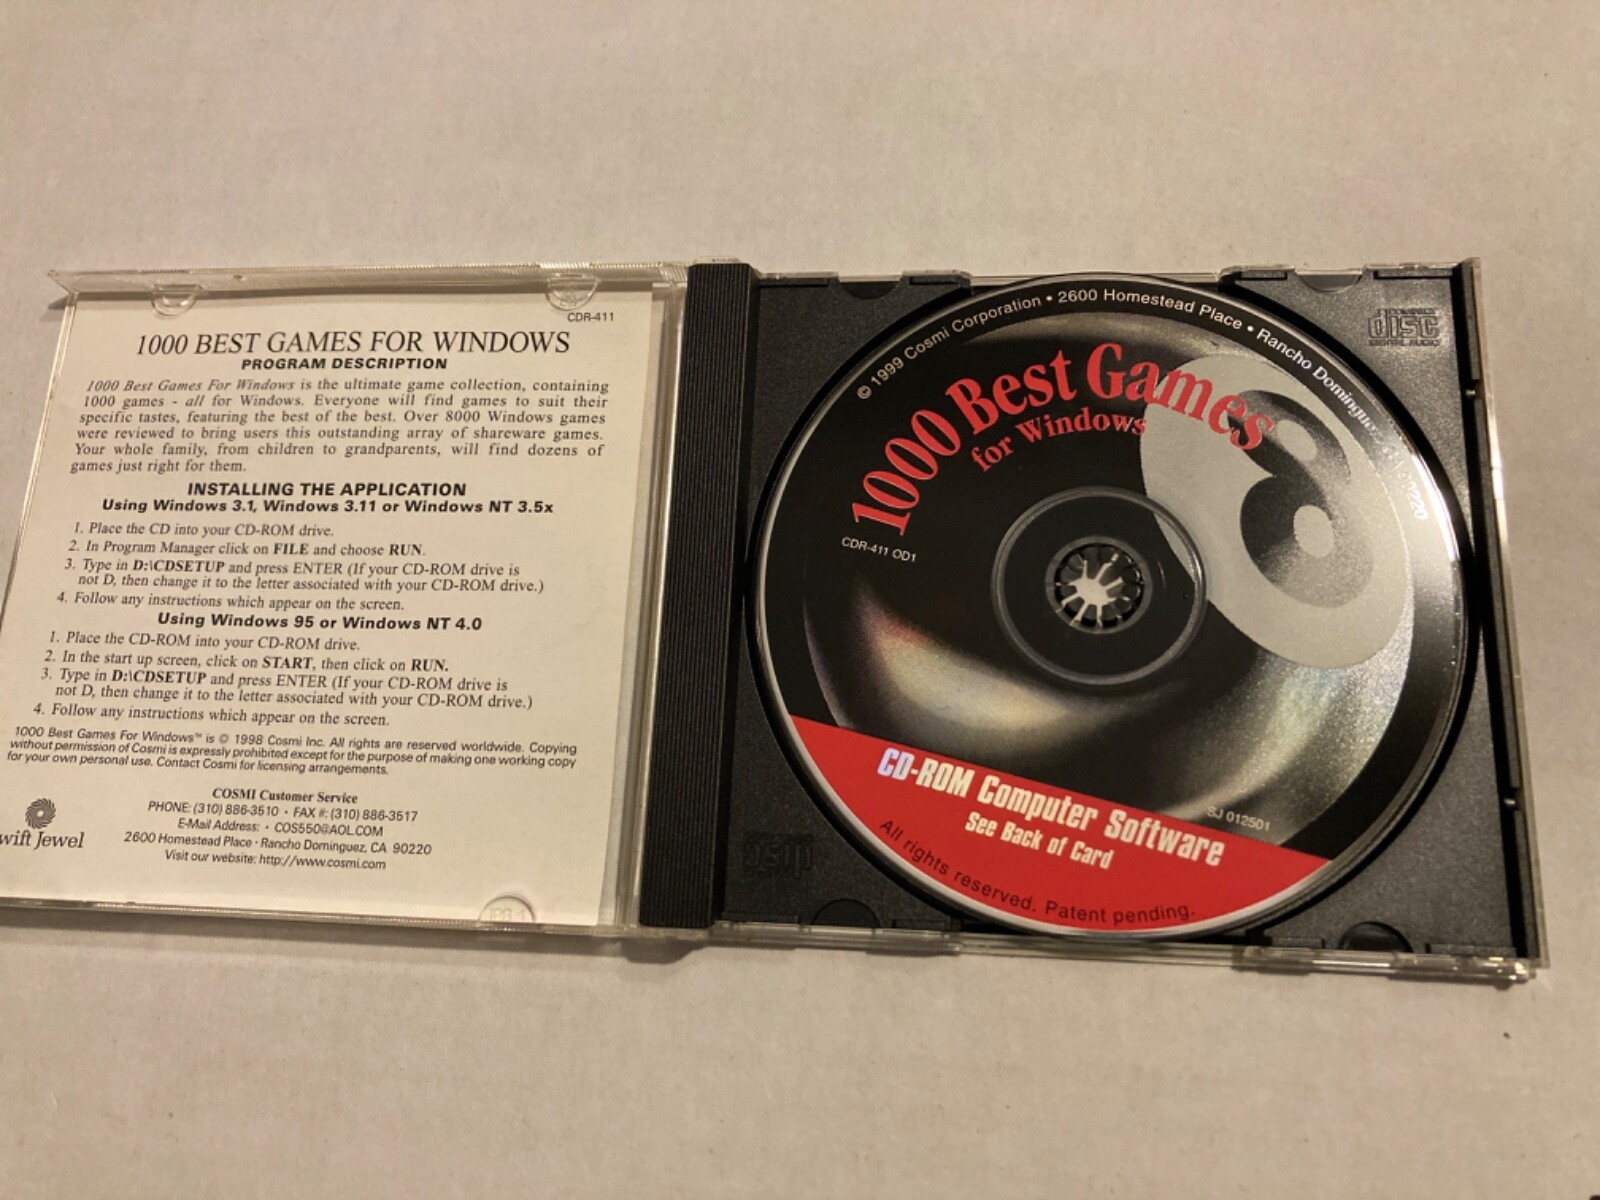 CDR-411
1000 BEST GAMES FOR WINDOWS
PROGRAM DESCRIPTION
1000 Best Games For Windows is the ultimate game collection, containing
1000 games - all for Windows. Everyone will find games to suit their
specific tastes, featuring the best of the best. Over 8000 Windows games
were reviewed to bring users this outstanding array of shareware games.
Your whole family, from children to grandparents, will find dozens of
games just right for them.
INSTALLING THE APPLICATION
Using Windows 3.1, Windows 3.11 or Windows NT 3.5x
1. Place the CD into your CD-ROM drive.
2. In Program Manager click on FILE and choose RUN.
3. Type in D:\CDSETUP and press ENTER (If your CD-ROM drive is
not D, then change it to the letter associated with your CD-ROM drive.)
4. Follow any instructions which appear on the screen.
Using Windows 95 or Windows NT 4.0
1. Place the CD-ROM into your CD-ROM drive.
2. In the start up screen, click on START, then click on RUN.
3. Type in D:\CDSETUP and press ENTER (If your CD-ROM drive is
not D, then change it to the letter associated with your CD-ROM drive.)
4. Follow any instructions which appear on the screen.
1000 Best Games For Windows™ is © 1998 Cosmi Inc. All rights are reserved worldwide. Copying
without permission of Cosmi is expressly prohibited except for the purpose of making one working copy
for your own personal use. Contact Cosmi for licensing arrangements.
COSMI Customer Service
PHONE: (310) 886-3510 • FAX #: (310) 886-3517
E-Mail Address: • COS550@AOL.COM
2600 Homestead Place • Rancho Dominguez, CA 90220
Visit our website: http://www.cosmi.com
wift Jewel
© 1999 Cosmi Corporation • 2600 Homestead Place • Rancho Dominguez, CA 90220
1000 Best Games
for Windows
8
CDR-411 OD1
CD-ROM Computer Software
See Back of Card
SJ 012501
All rights reserved. Patent pending.
COMPACT
disc
DIGITAL AUDIO